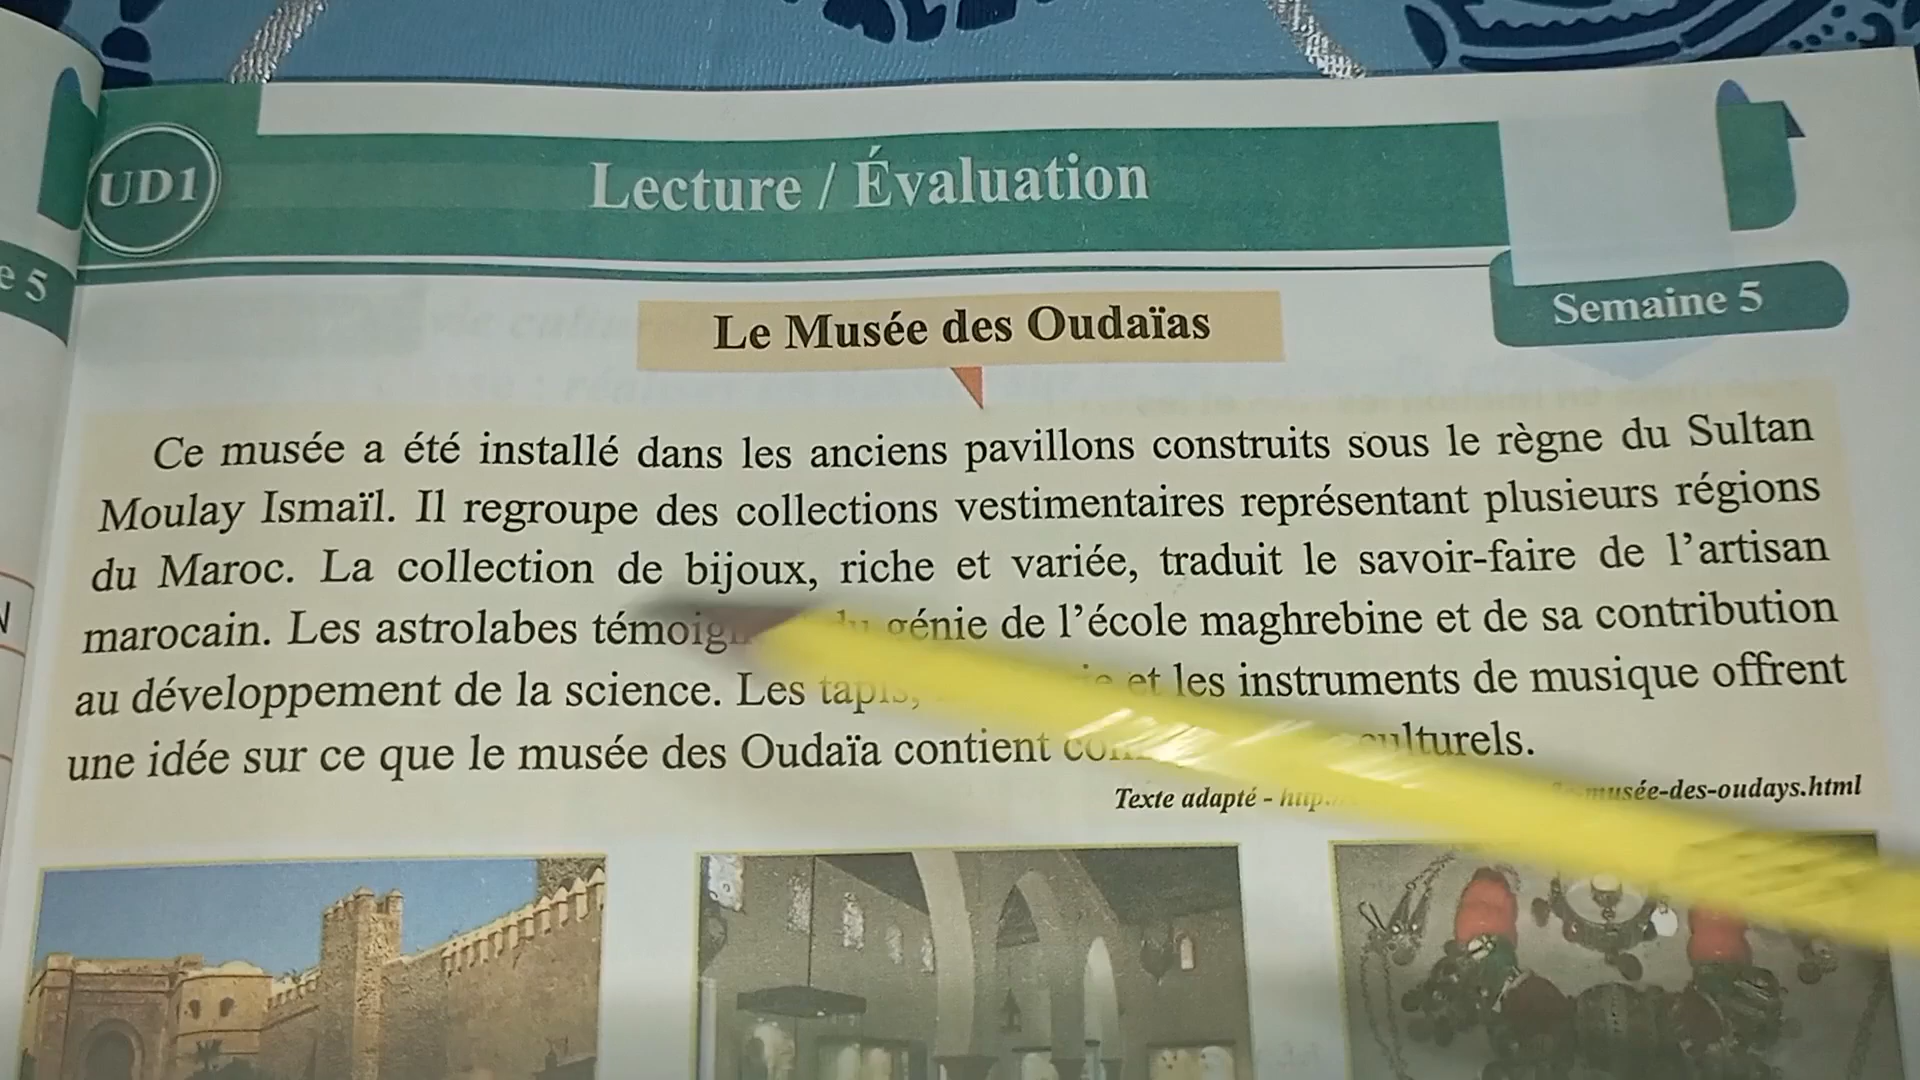 UD1
Lecture / Évaluation
e 5
Semaine 5
Le Musée des Oudaïas
Ce musée a été installé dans les anciens pavillons construits sous le règne du Sultan
Moulay Ismaïl. Il regroupe des collections vestimentaires représentant plusieurs régions
du Maroc. La collection de bijoux, riche et variée, traduit le savoir-faire de l'artisan
marocain. Les astrolabes génie de l'école maghrebine et de sa contribution
au développement de la science. Les tapis, et les instruments de musique offrent
une idée sur ce que le musée des Oudaïa contient
Texte adapté - musée-des-oudays.html